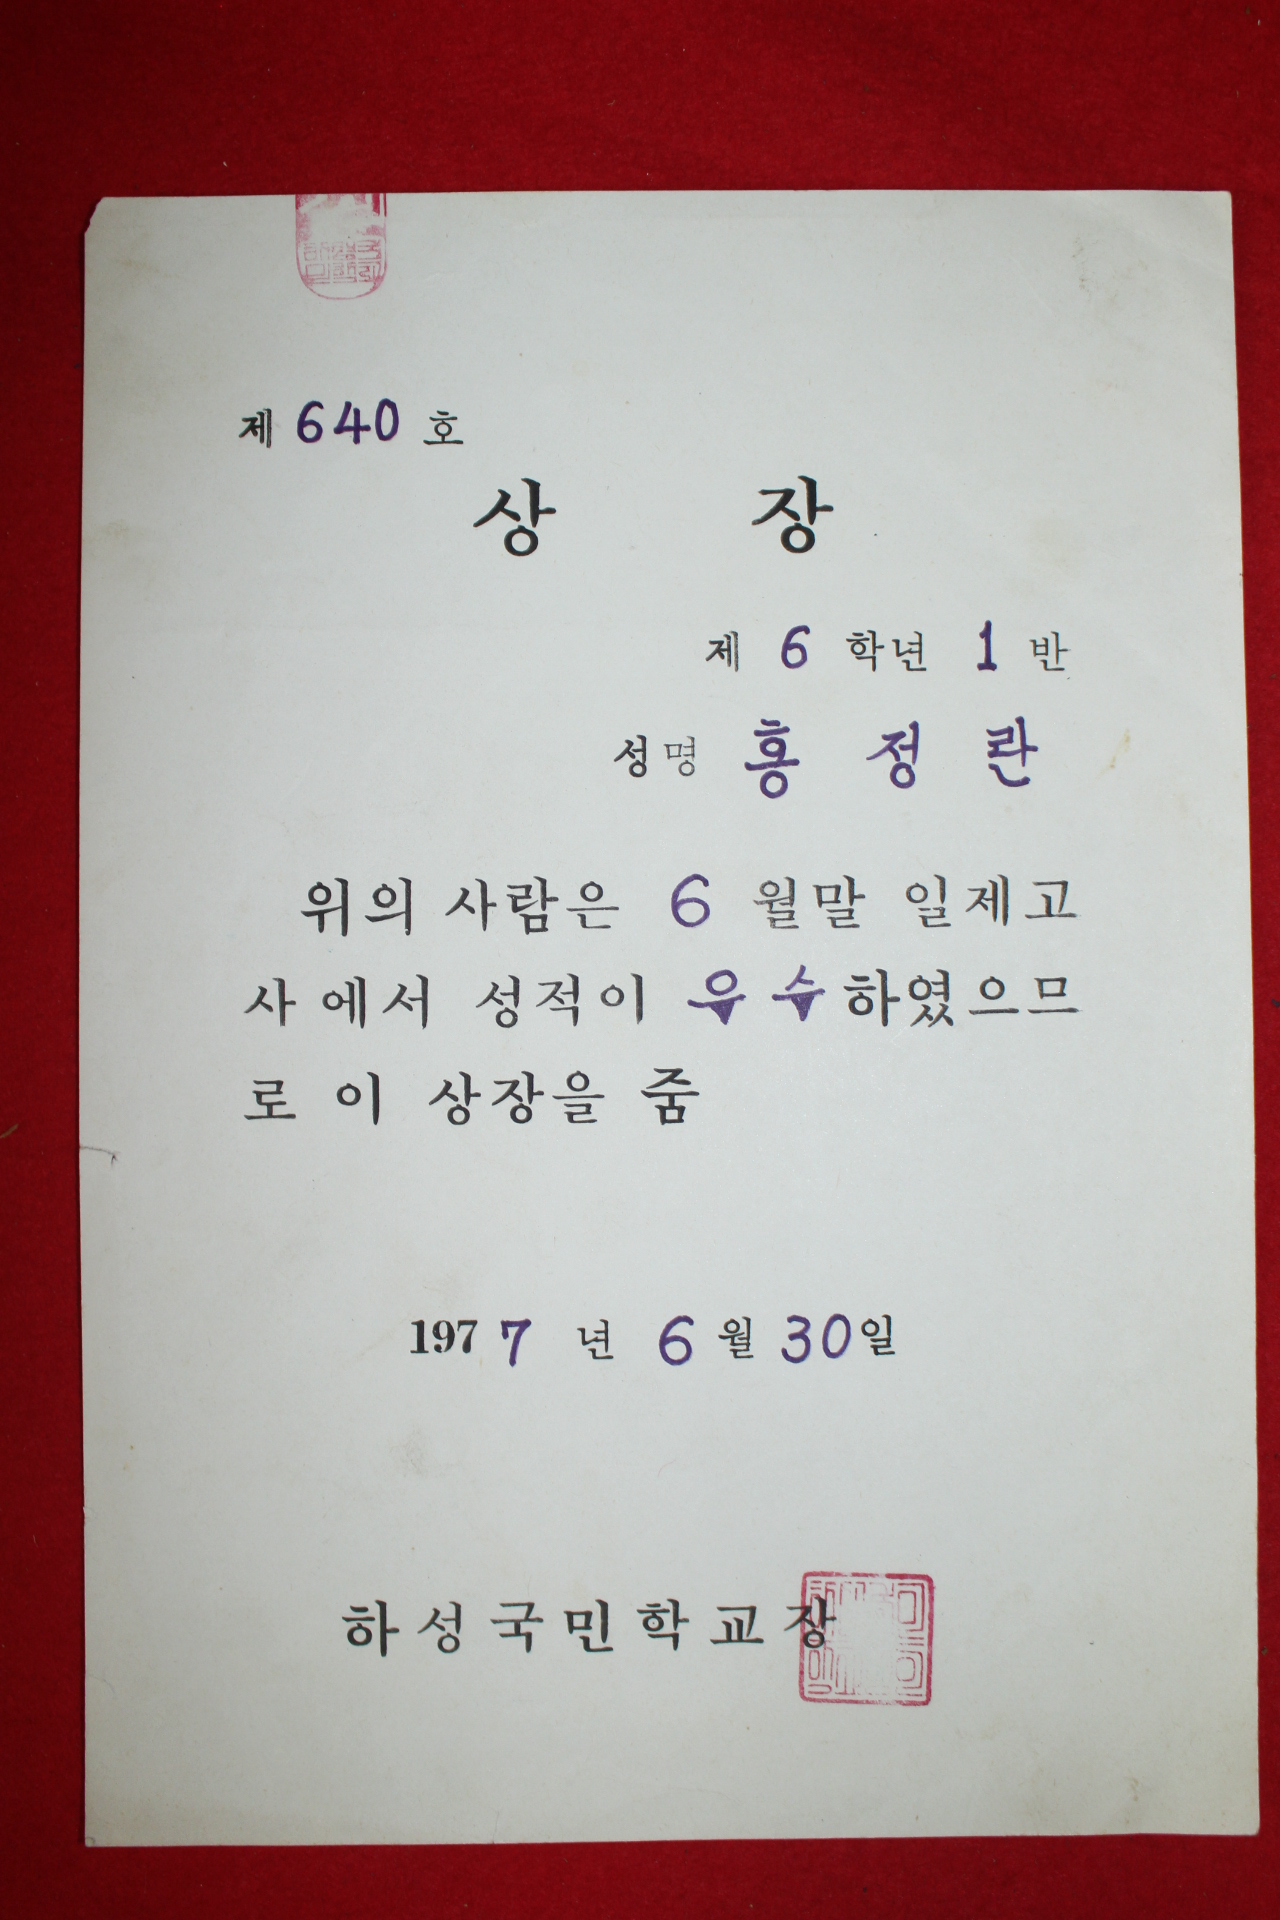 제 640 호
상 장
제 6 학년 1 반
성명 홍 정 란
위의 사람은 6 월말 일제고
사에서 성적이 우수하였으므
로 이 상장을 줌
1977 년 6 월 30일
하성국민학교장